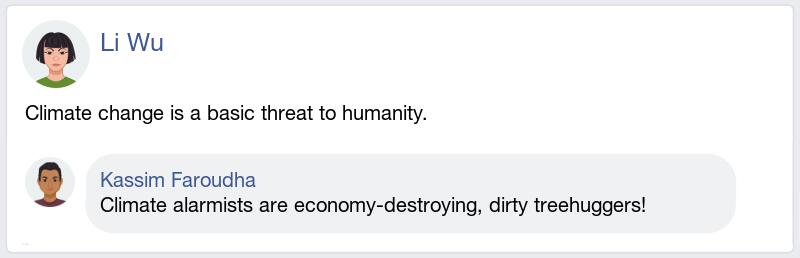 Li Wu
Climate change is a basic threat to humanity.
Kassim Faroudha
Climate alarmists are economy-destroying, dirty treehuggers!